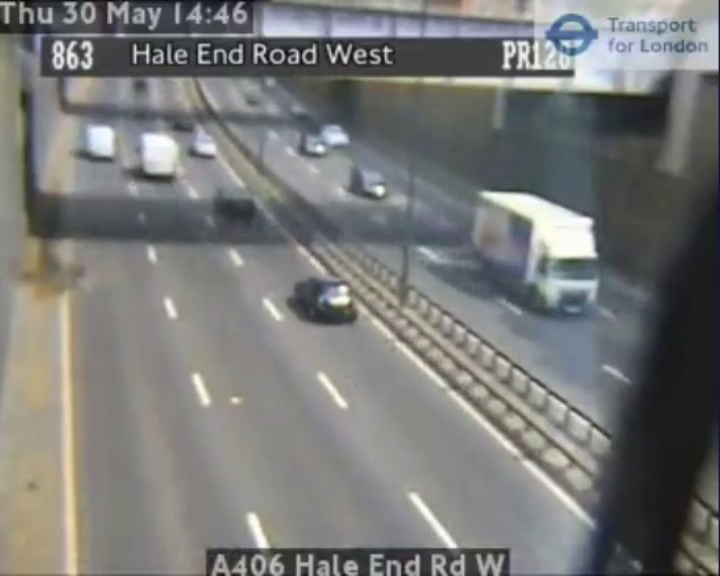 Thu 30 May 14:46
Transport
for London
863 Hale End Road West
A406 Hale End Rd W